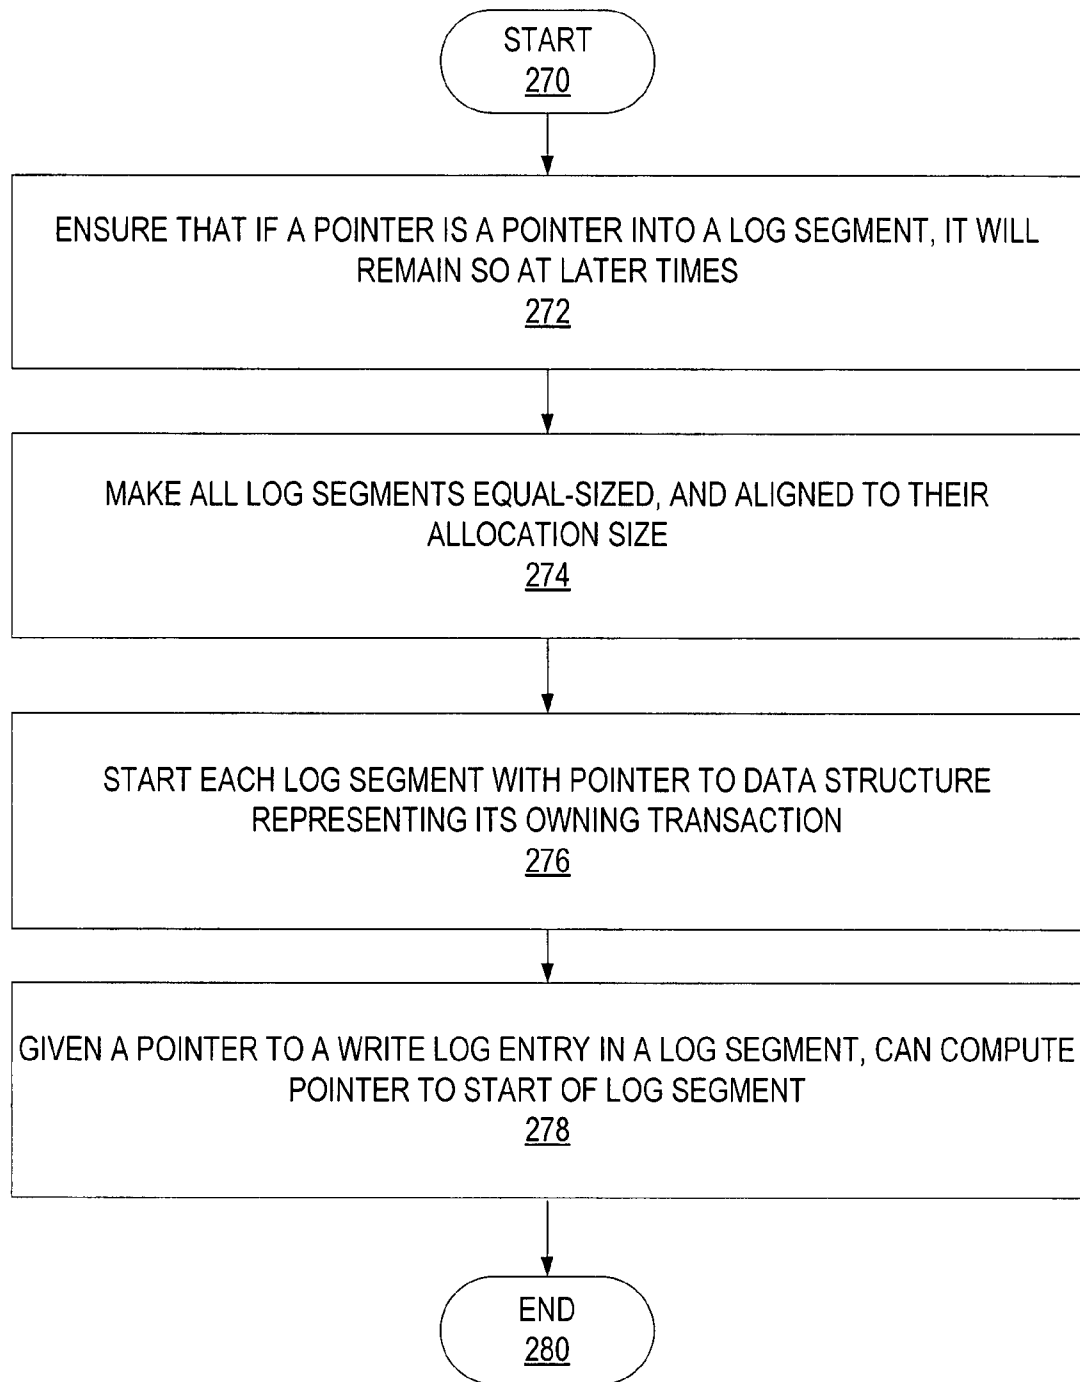 START
270
ENSURE THAT IF A POINTER IS A POINTER INTO A LOG SEGMENT, IT WILL
REMAIN SO AT LATER TIMES
272
MAKE ALL LOG SEGMENTS EQUAL-SIZED, AND ALIGNED TO THEIR
ALLOCATION SIZE
274
START EACH LOG SEGMENT WITH POINTER TO DATA STRUCTURE
REPRESENTING ITS OWNING TRANSACTION
276
GIVEN A POINTER TO A WRITE LOG ENTRY IN A LOG SEGMENT, CAN COMPUTE
POINTER TO START OF LOG SEGMENT
278
END
280